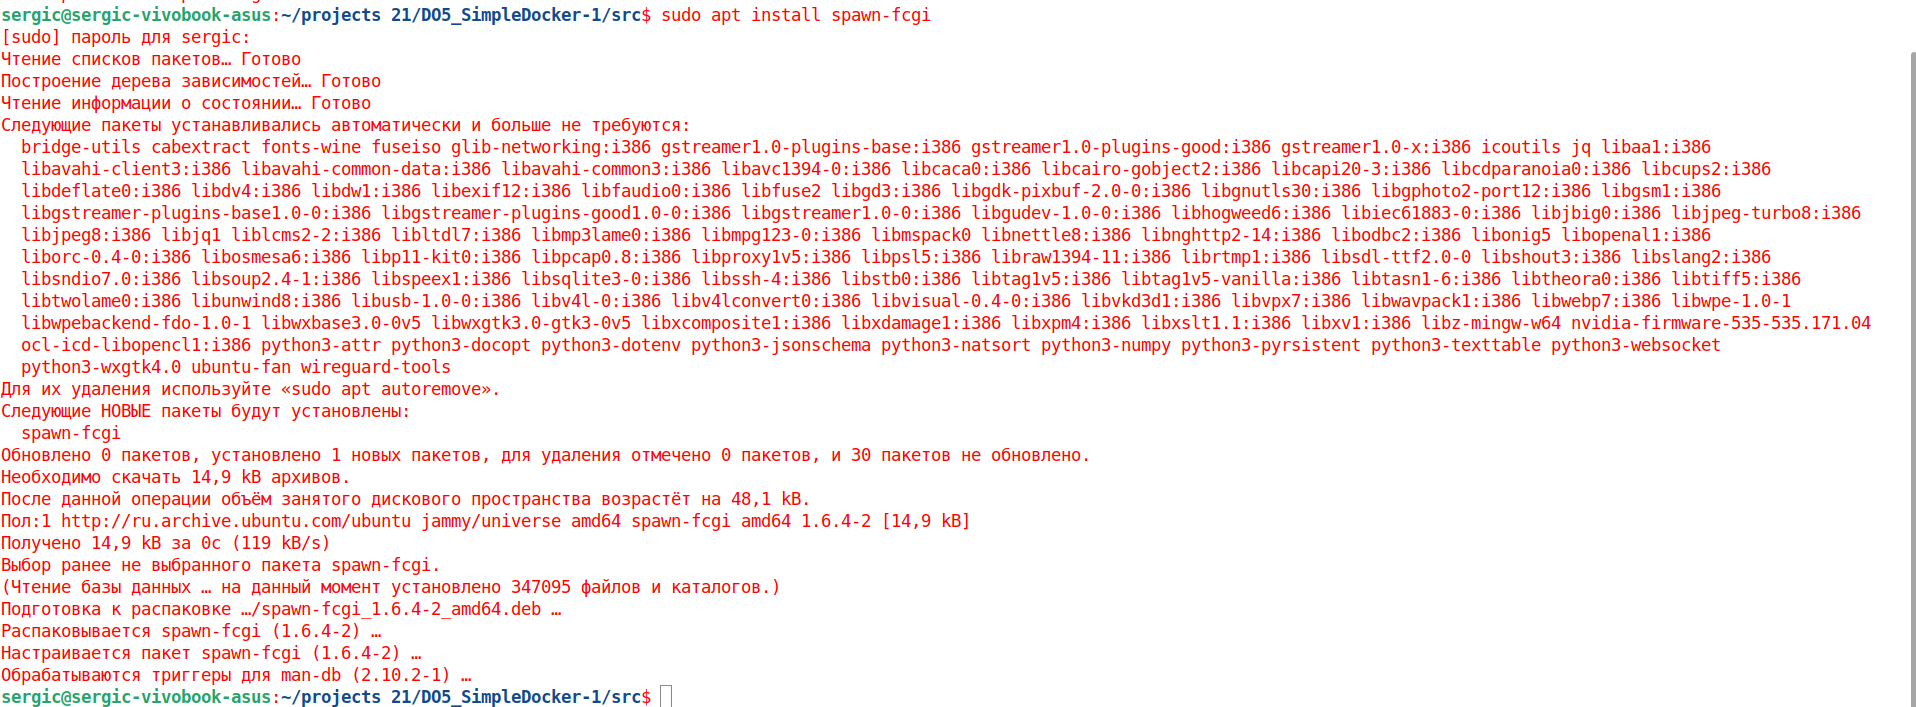 sergic@sergic-vivobook-asus:~/projects 21/DO5_SimpleDocker-1/src$ sudo apt install spawn-fcgi
[sudo] пароль для sergic:
Чтение списков пакетов… Готово
Построение дерева зависимостей… Готово
Чтение информации о состоянии… Готово
Следующие пакеты устанавливались автоматически и больше не требуются:
  bridge-utils cabextract fonts-wine fuseiso glib-networking:i386 gstreamer1.0-plugins-base:i386 gstreamer1.0-plugins-good:i386 gstreamer1.0-x:i386 icoutils jq libaa1:i386
  libavahi-client3:i386 libavahi-common-data:i386 libavahi-common3:i386 libavc1394-0:i386 libcaca0:i386 libcairo-gobject2:i386 libcapi20-3:i386 libcdparanoia0:i386 libcups2:i386
  libdeflate0:i386 libdv4:i386 libdw1:i386 libexif12:i386 libfaudio0:i386 libfuse2 libgd3:i386 libgdk-pixbuf-2.0-0:i386 libgnutls30:i386 libgphoto2-port12:i386 libgsm1:i386
  libgstreamer-plugins-base1.0-0:i386 libgstreamer-plugins-good1.0-0:i386 libgstreamer1.0-0:i386 libgudev-1.0-0:i386 libhogweed6:i386 libiec61883-0:i386 libjbig0:i386 libjpeg-turbo8:i386
  libjpeg8:i386 libjq1 liblcms2-2:i386 libltdl7:i386 libmp3lame0:i386 libmpg123-0:i386 libmspack0 libnettle8:i386 libnghttp2-14:i386 libodbc2:i386 libonig5 libopenal1:i386
  liborc-0.4-0:i386 libosmesa6:i386 libp11-kit0:i386 libpcap0.8:i386 libproxy1v5:i386 libpsl5:i386 libraw1394-11:i386 librtmp1:i386 libsdl-ttf2.0-0 libshout3:i386 libslang2:i386
  libsndio7.0:i386 libsoup2.4-1:i386 libspeex1:i386 libsqlite3-0:i386 libssh-4:i386 libstb0:i386 libtag1v5:i386 libtag1v5-vanilla:i386 libtasn1-6:i386 libtheora0:i386 libtiff5:i386
  libtwolame0:i386 libunwind8:i386 libusb-1.0-0:i386 libv4l-0:i386 libv4lconvert0:i386 libvisual-0.4-0:i386 libvkd3d1:i386 libvpx7:i386 libwavpack1:i386 libwebp7:i386 libwpe-1.0-1
  libwpebackend-fdo-1.0-1 libwxbase3.0-0v5 libwxgtk3.0-gtk3-0v5 libxcomposite1:i386 libxdamage1:i386 libxpm4:i386 libxslt1.1:i386 libxv1:i386 libz-mingw-w64 nvidia-firmware-535-535.171.04
  ocl-icd-libopencl1:i386 python3-attr python3-docopt python3-dotenv python3-jsonschema python3-natsort python3-numpy python3-pyrsistent python3-texttable python3-websocket
  python3-wxgtk4.0 ubuntu-fan wireguard-tools
Для их удаления используйте «sudo apt autoremove».
Следующие НОВЫЕ пакеты будут установлены:
  spawn-fcgi
Обновлено 0 пакетов, установлено 1 новых пакетов, для удаления отмечено 0 пакетов, и 30 пакетов не обновлено.
Необходимо скачать 14,9 kB архивов.
После данной операции объём занятого дискового пространства возрастёт на 48,1 kB.
Пол:1 http://ru.archive.ubuntu.com/ubuntu jammy/universe amd64 spawn-fcgi amd64 1.6.4-2 [14,9 kB]
Получено 14,9 kB за 0с (119 kB/s)
Выбор ранее не выбранного пакета spawn-fcgi.
(Чтение базы данных … на данный момент установлено 347095 файлов и каталогов.)
Подготовка к распаковке …/spawn-fcgi_1.6.4-2_amd64.deb …
Распаковывается spawn-fcgi (1.6.4-2) …
Настраивается пакет spawn-fcgi (1.6.4-2) …
Обрабатываются триггеры для man-db (2.10.2-1) …
sergic@sergic-vivobook-asus:~/projects 21/DO5_SimpleDocker-1/src$